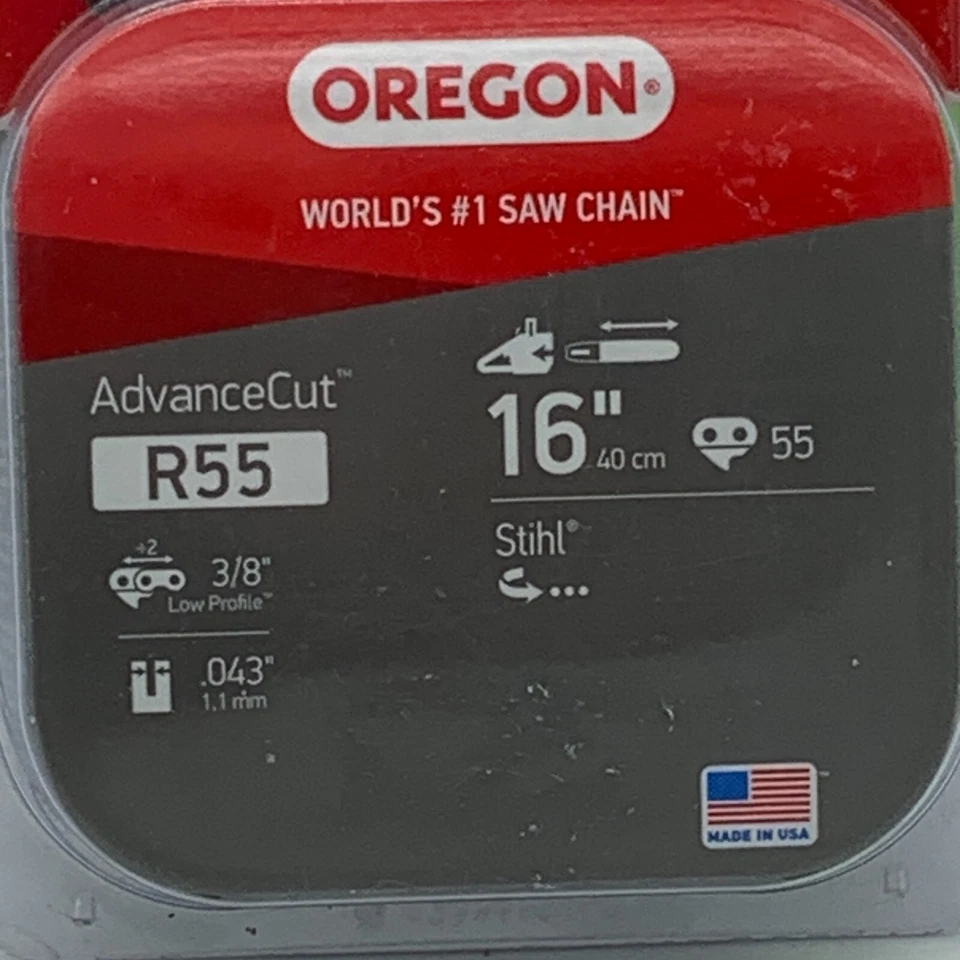 OREGON®
WORLD'S #1 SAW CHAIN™
AdvanceCut™
R55
÷2
3/8"
Low Profile™
.043"
1.1 mm
16"
40 cm
55
Stihl®
MADE IN USA